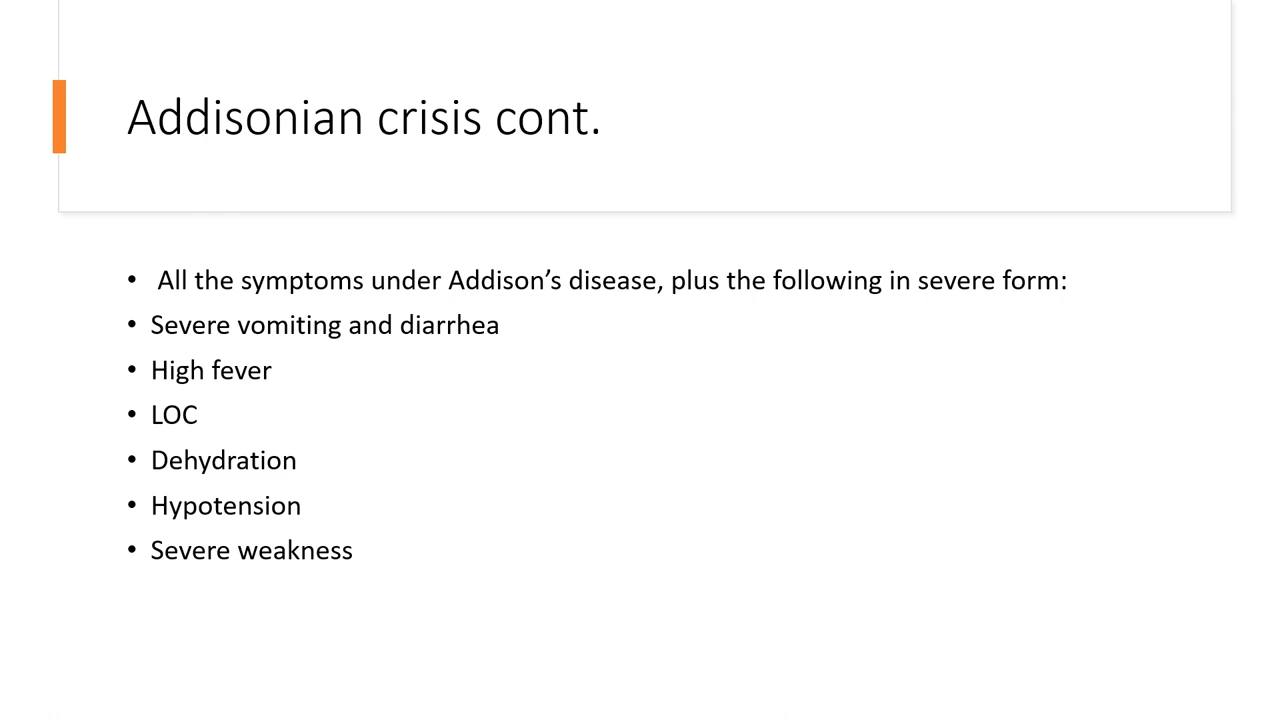 Addisonian crisis cont.
• All the symptoms under Addison’s disease, plus the following in severe form:
• Severe vomiting and diarrhea
• High fever
• LOC
• Dehydration
• Hypotension
• Severe weakness